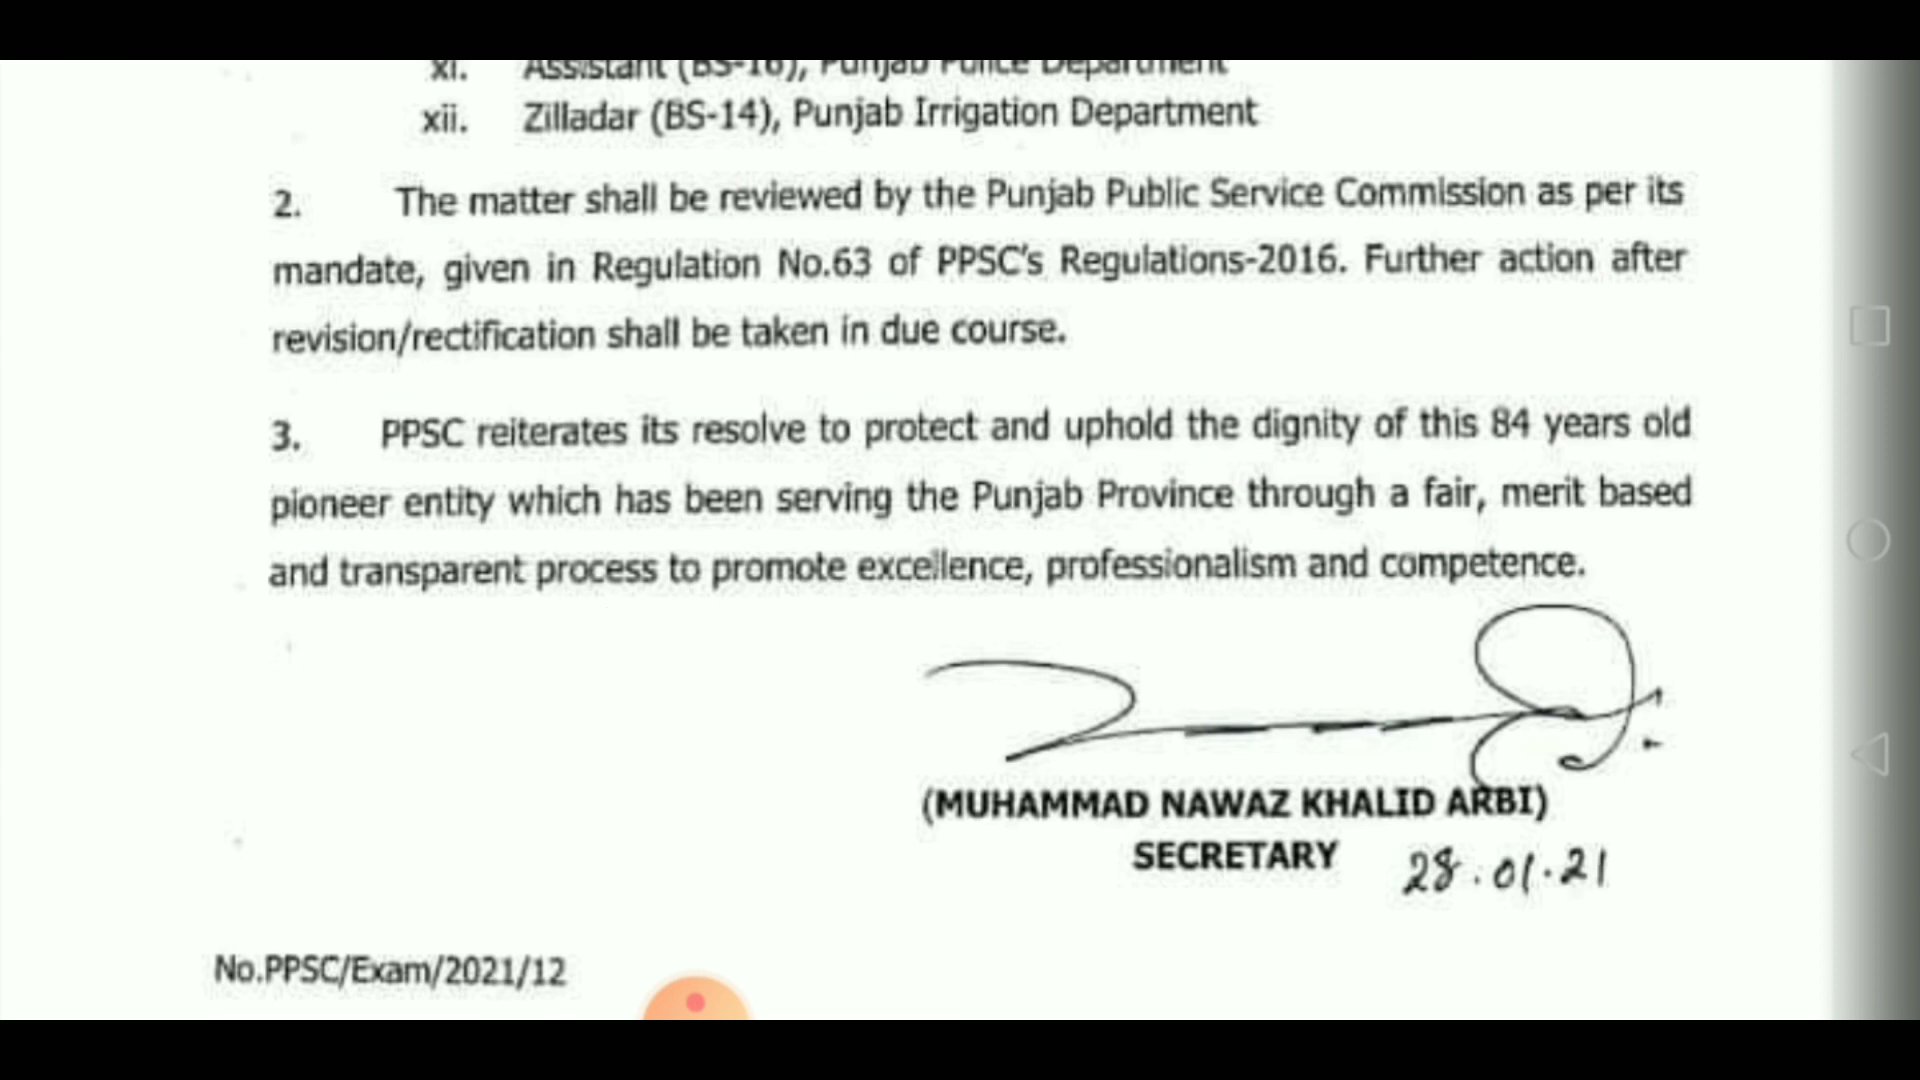 xi. Assistant (BS-16), Punjab Police Department
xii. Zilladar (BS-14), Punjab Irrigation Department
2. The matter shall be reviewed by the Punjab Public Service Commission as per its
mandate, given in Regulation No.63 of PPSC's Regulations-2016. Further action after
revision/rectification shall be taken in due course.
3. PPSC reiterates its resolve to protect and uphold the dignity of this 84 years old
pioneer entity which has been serving the Punjab Province through a fair, merit based
and transparent process to promote excellence, professionalism and competence.
(MUHAMMAD NAWAZ KHALID ARBI)
SECRETARY 28.01.21
No.PPSC/Exam/2021/12